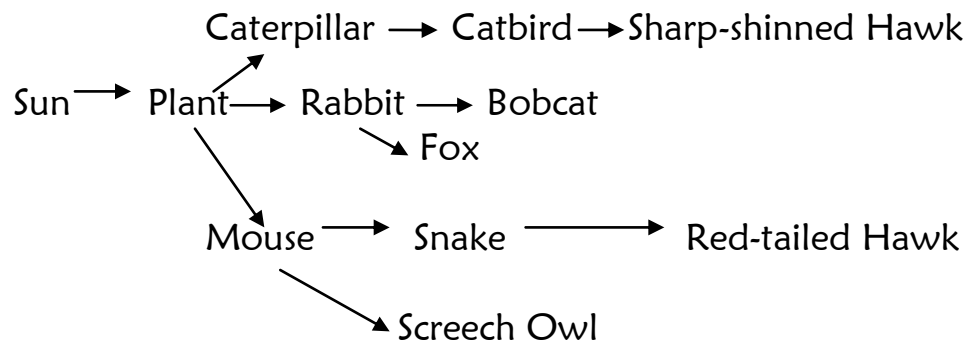 Caterpillar Catbird Sharp-shinned Hawk
Sun Plant Rabbit Bobcat
Fox
Mouse Snake Red-tailed Hawk
Screech Owl